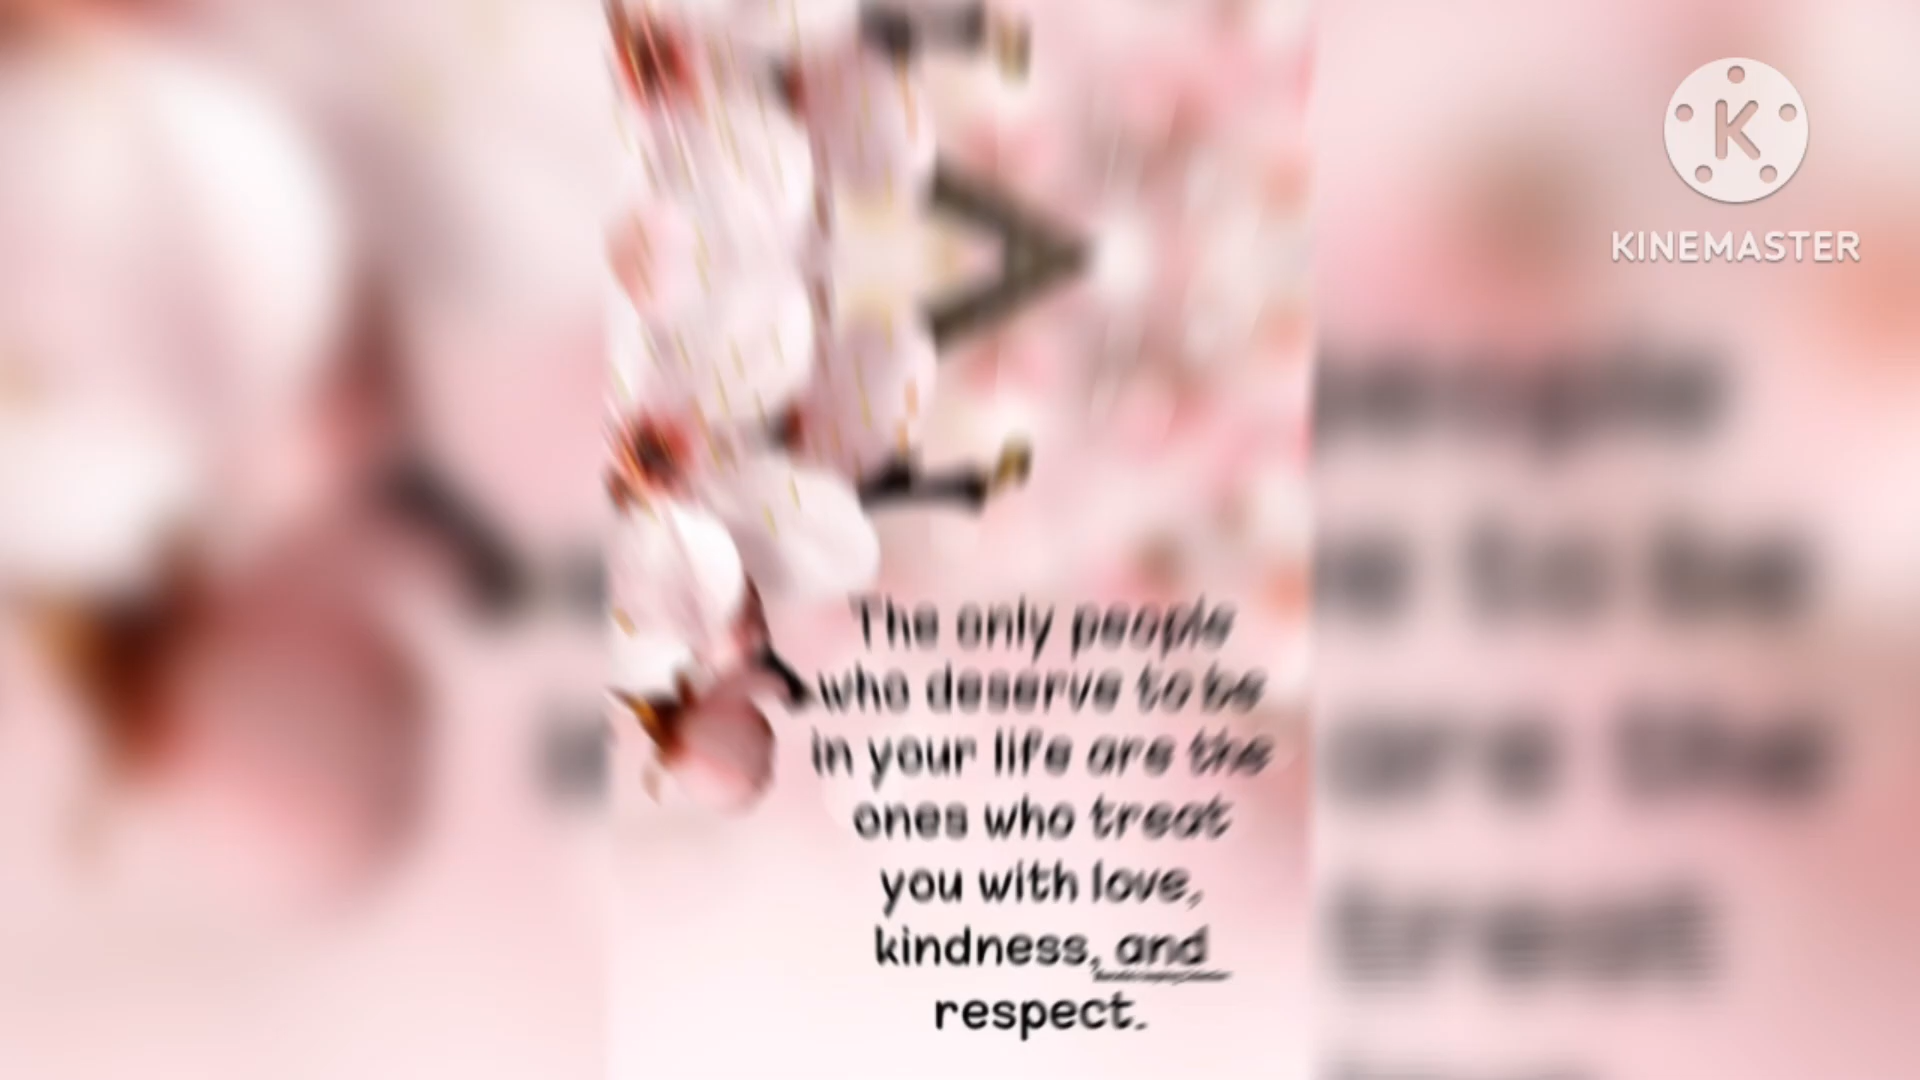 K
KINEMASTER
The only people
who deserve to be
in your life are the
ones who treat
you with love,
kindness, and
respect.